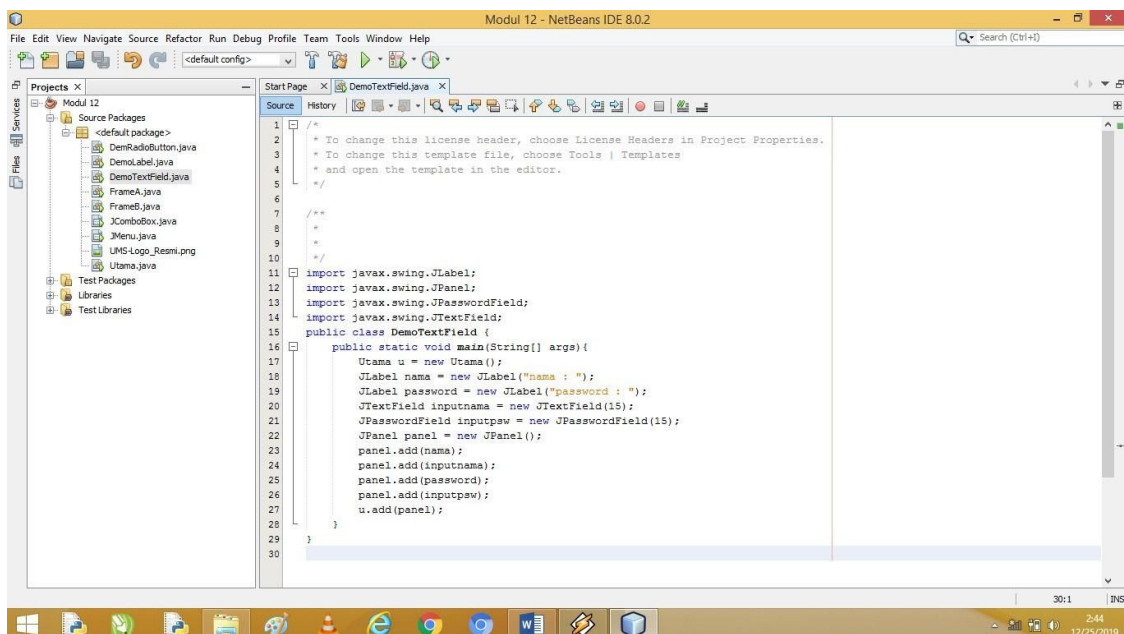 Modul 12 - NetBeans IDE 8.0.2
File Edit View Navigate Source Refactor Run Debug Profile Team Tools Window Help
Search (Ctrl+I)
<default config>
Projects
Start Page
DemoTextField.java
Services
Files
Modul 12
Source Packages
<default package>
DemRadioButton.java
DemoLabel.java
DemoTextField.java
FrameA.java
FrameB.java
JComboBox.java
JMenu.java
UMS-Logo_Resmi.png
Utama.java
Test Packages
Libraries
Test Libraries
Source History
1 /*
2 * To change this license header, choose License Headers in Project Properties.
3 * To change this template file, choose Tools | Templates
4 * and open the template in the editor.
5 */
6
7 /**
8 *
9 *
10 */
11 import javax.swing.JLabel;
12 import javax.swing.JPanel;
13 import javax.swing.JPasswordField;
14 import javax.swing.JTextField;
15 public class DemoTextField {
16 public static void main(String[] args){
17 Utama u = new Utama();
18 JLabel nama = new JLabel("nama : ");
19 JLabel password = new JLabel("password : ");
20 JTextField inputnama = new JTextField(15);
21 JPasswordField inputpsw = new JPasswordField(15);
22 JPanel panel = new JPanel();
23 panel.add(nama);
24 panel.add(inputnama);
25 panel.add(password);
26 panel.add(inputpsw);
27 u.add(panel);
28 }
29 }
30
30:1 INS
2:44
12/25/2019